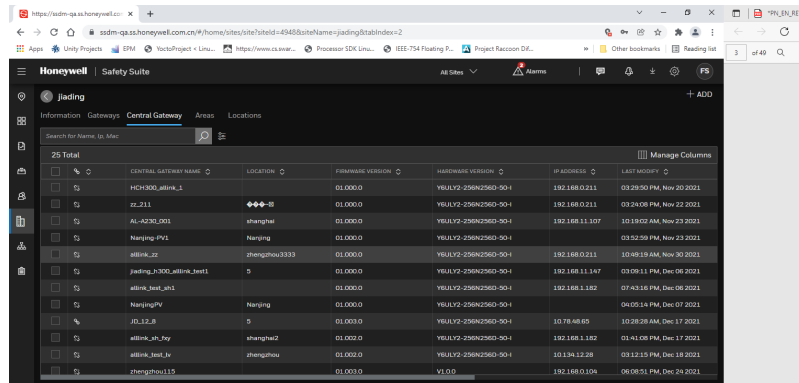 https://ssdm-qa.ss.honeywell.com
"PN_EN_RE
ssdm-qa.ss.honeywell.com.cn/#/home/sites/site?siteId=4948&siteName=jiading&tabIndex=2
Apps Unity Projects EPM YoctoProject < Linu... https://www.cs.swar... Processor SDK Linu... IEEE-754 Floating P... Project Raccoon Dif... » Other bookmarks Reading list
3 of 49
Honeywell | Safety Suite All Sites 2 Alarms FS
jiading + ADD
Information Gateways Central Gateway Areas Locations
Search for Name, Ip, Mac
25 Total Manage Columns
CENTRAL GATEWAY NAME LOCATION FIRMWARE VERSION HARDWARE VERSION IP ADDRESS LAST MODIFY
HCH300_allink_1 01.000.0 Y6ULY2-256N256D-50-I 192.168.0.211 03:29:50 PM, Nov 20 2021
zz_211 01.000.0 Y6ULY2-256N256D-50-I 192.168.0.211 03:24:08 PM, Nov 22 2021
AL-A230_001 shanghai 01.000.0 Y6ULY2-256N256D-50-I 192.168.11.107 10:19:02 AM, Nov 23 2021
Nanjing-PV1 Nanjing 01.000.0 Y6ULY2-256N256D-50-I 03:52:59 PM, Nov 23 2021
alllink_zz zhengzhou3333 01.000.0 Y6ULY2-256N256D-50-I 192.168.0.211 10:49:19 AM, Nov 30 2021
jiading_h300_alllink_test1 5 01.000.0 Y6ULY2-256N256D-50-I 192.168.11.147 03:09:11 PM, Dec 06 2021
allink_test_sh1 01.000.0 Y6ULY2-256N256D-50-I 192.168.1.182 07:43:16 PM, Dec 06 2021
NanjingPV Nanjing 01.000.0 Y6ULY2-256N256D-50-I 04:05:14 PM, Dec 07 2021
JD_12_8 5 01.003.0 Y6ULY2-256N256D-50-I 10.78.48.65 10:28:28 AM, Dec 17 2021
alllink_sh_fxy shanghai2 01.002.0 Y6ULY2-256N256D-50-I 192.168.1.182 01:41:08 PM, Dec 17 2021
alllink_test_lv zhengzhou 01.002.0 Y6ULY2-256N256D-50-I 10.134.12.28 03:12:15 PM, Dec 18 2021
zhengzhou115 01.003.0 V1.0.0 192.168.0.104 06:08:51 PM, Dec 24 2021